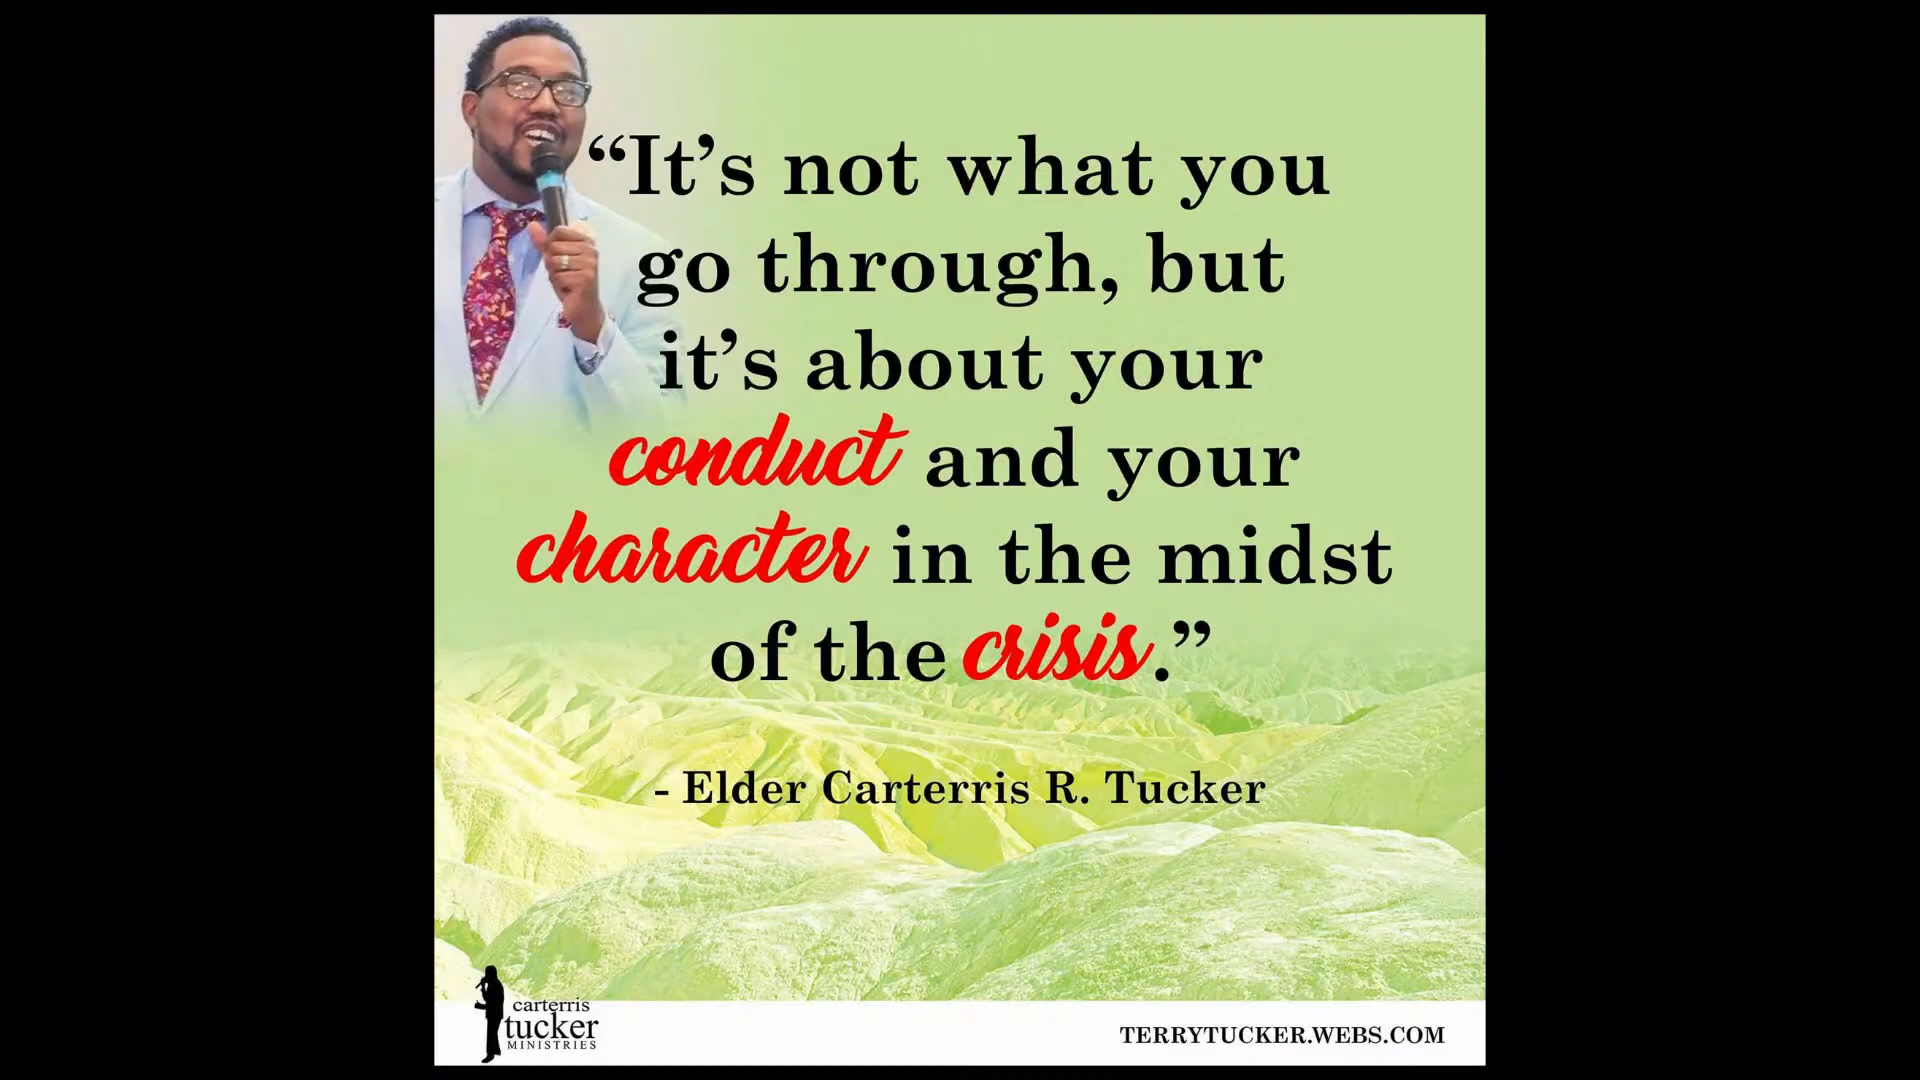 “It’s not what you
go through, but
it’s about your
conduct and your
character in the midst
of the crisis.”
- Elder Carterris R. Tucker
carterris
tucker
MINISTRIES
TERRYTUCKER.WEBS.COM